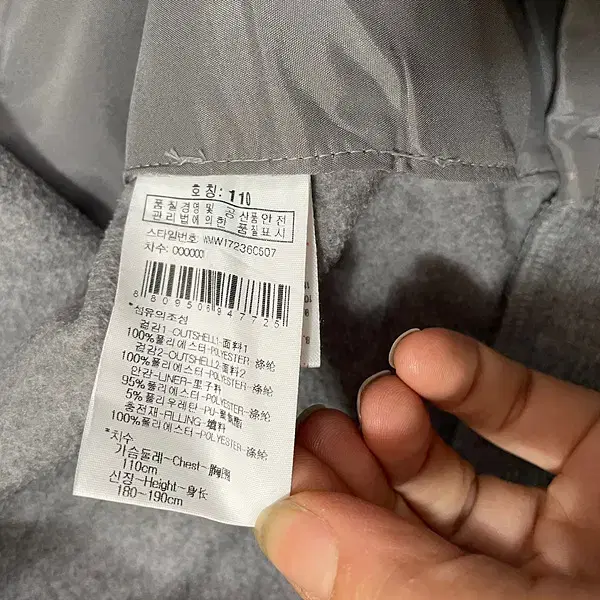 호칭: 110
품질경영및 공산품안전
관리법에의한 품질표시
스타일번호: WMW17236C507
치수: 000000
8 809506 947725
*섬유의조성
겉감1-OUTSHELL1-面料1
100%폴리에스터-POLYESTER-涤纶
겉감2-OUTSHELL2-面料2
100%폴리에스터-POLYESTER-涤纶
안감-LINER-里子料
95%폴리에스터-POLYESTER-涤纶
5%폴리우레탄-PU-聚氨酯
충전재-FILLING-填料
100%폴리에스터-POLYESTER-涤纶
*치수
가슴둘레-Chest-胸围
110cm
신장-Height-身长
180-190cm